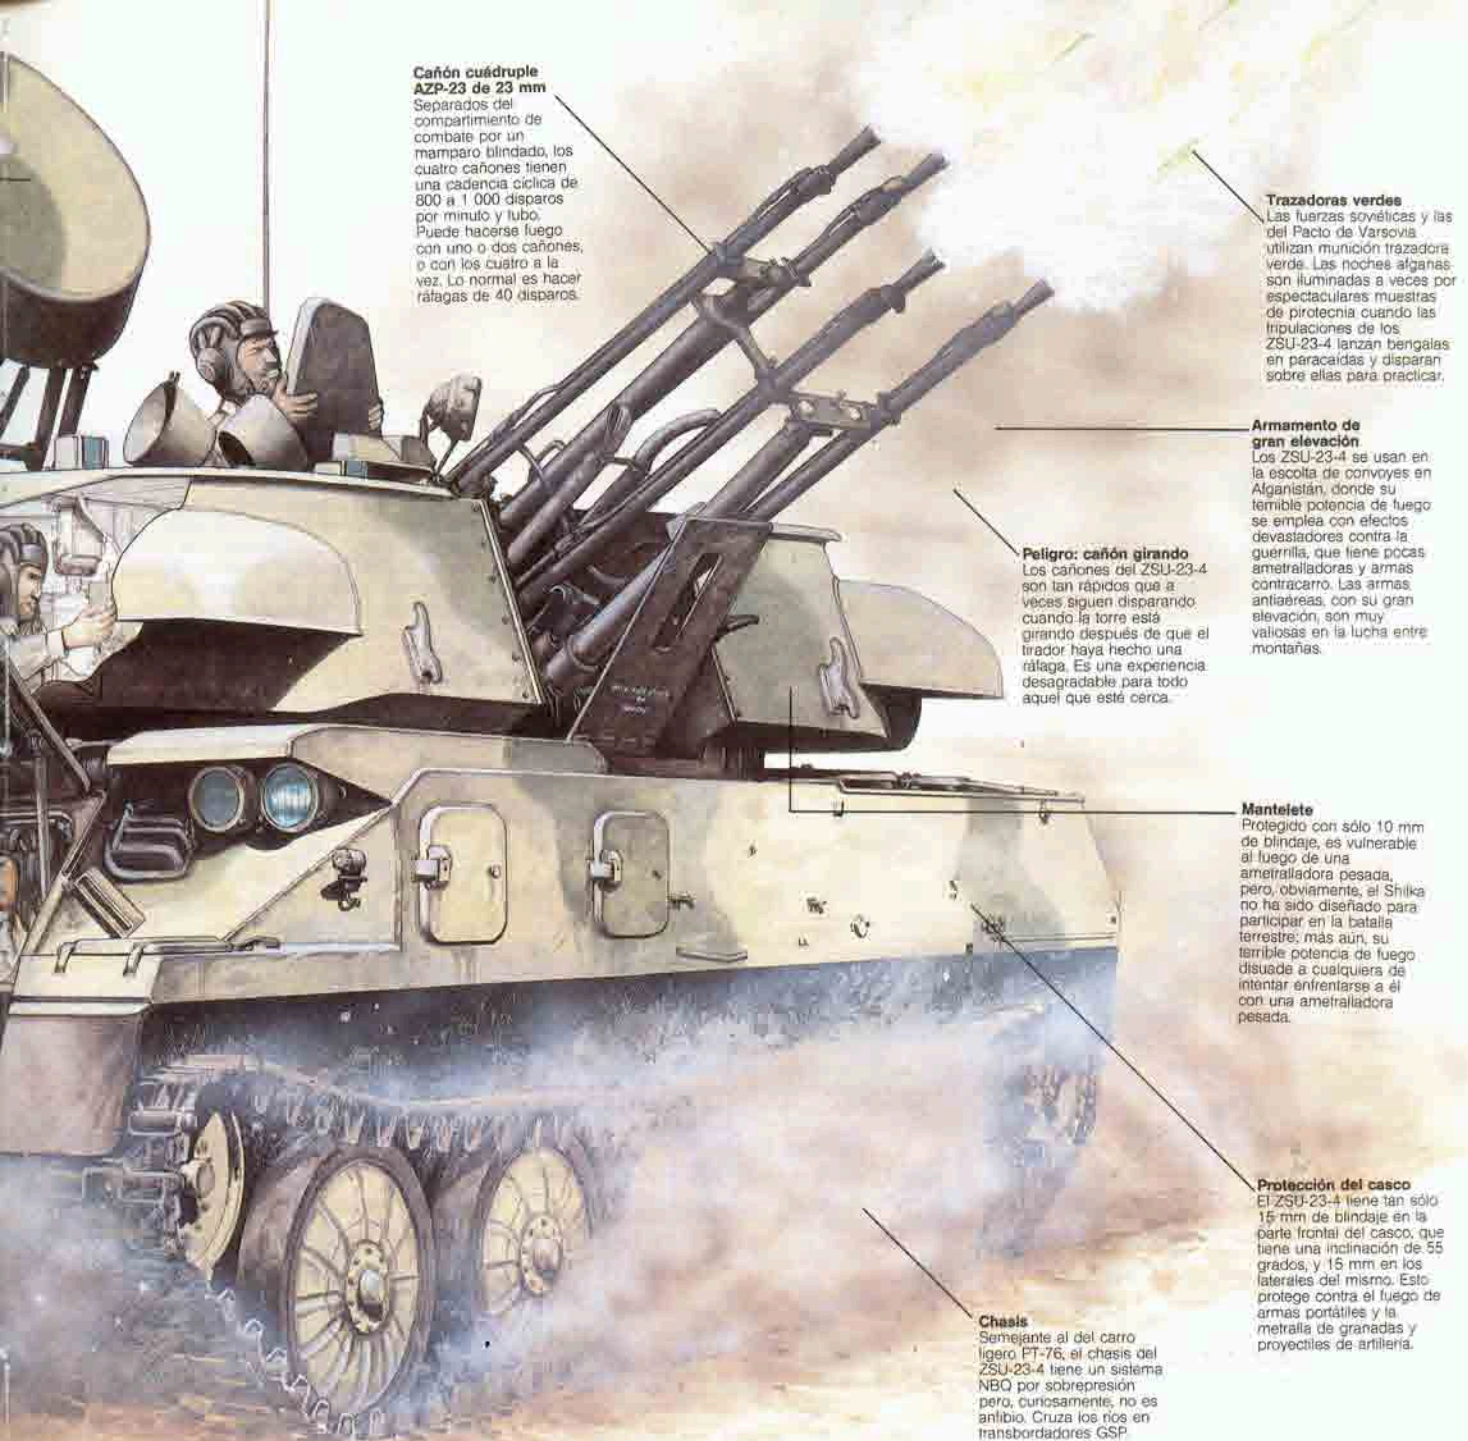 Cañón cuádruple
AZP-23 de 23 mm
Separados del
compartimiento de
combate por un
mamparo blindado, los
cuatro cañones tienen
una cadencia cíclica de
800 a 1 000 disparos
por minuto y tubo.
Puede hacerse fuego
con uno o dos cañones,
o con los cuatro a la
vez. Lo normal es hacer
ráfagas de 40 disparos.
Trazadoras verdes
Las fuerzas soviéticas y las
del Pacto de Varsovia
utilizan munición trazadora
verde. Las noches afganas
son iluminadas a veces por
espectaculares muestras
de pirotecnia cuando las
tripulaciones de los
ZSU-23-4 lanzan bengalas
en paracaídas y disparan
sobre ellas para practicar.
Armamento de
gran elevación
Los ZSU-23-4 se usan en
la escolta de convoyes en
Afganistán, donde su
terrible potencia de fuego
se emplea con efectos
devastadores contra la
guerrilla, que tiene pocas
ametralladoras y armas
contracarro. Las armas
antiaéreas, con su gran
elevación, son muy
valiosas en la lucha entre
montañas.
Peligro: cañón girando
Los cañones del ZSU-23-4
son tan rápidos que a
veces siguen disparando
cuando la torre está
girando después de que el
tirador haya hecho una
ráfaga. Es una experiencia
desagradable para todo
aquel que esté cerca.
Mantelete
Protegido con sólo 10 mm
de blindaje, es vulnerable
al fuego de una
ametralladora pesada,
pero, obviamente, el Shilka
no ha sido diseñado para
participar en la batalla
terrestre; más aún, su
terrible potencia de fuego
disuade a cualquiera de
intentar enfrentarse a él
con una ametralladora
pesada.
Protección del casco
El ZSU-23-4 tiene tan sólo
15 mm de blindaje en la
parte frontal del casco, que
tiene una inclinación de 55
grados, y 15 mm en los
laterales del mismo. Esto
protege contra el fuego de
armas portátiles y la
metralla de granadas y
proyectiles de artillería.
Chasis
Semejante al del carro
ligero PT-76, el chasis del
ZSU-23-4 tiene un sistema
NBQ por sobrepresión
pero, curiosamente, no es
anfibio. Cruza los ríos en
transbordadores GSP.